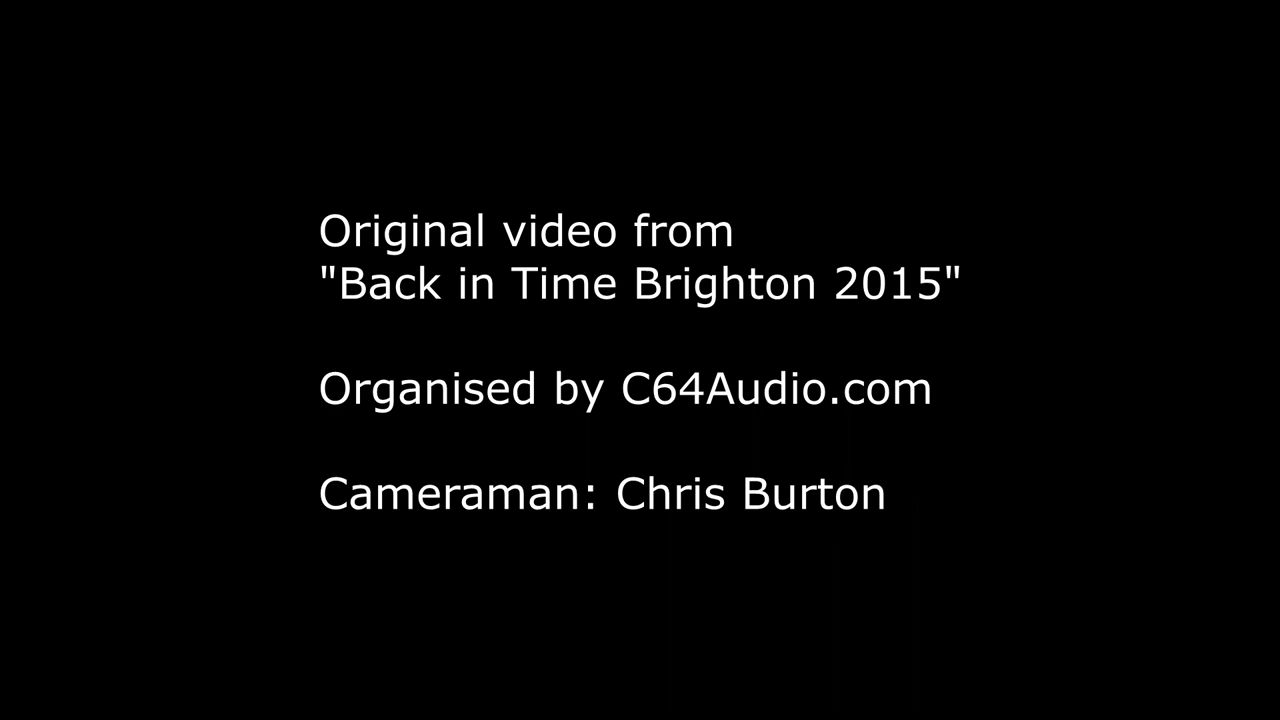 Original video from
"Back in Time Brighton 2015"
Organised by C64Audio.com
Cameraman: Chris Burton